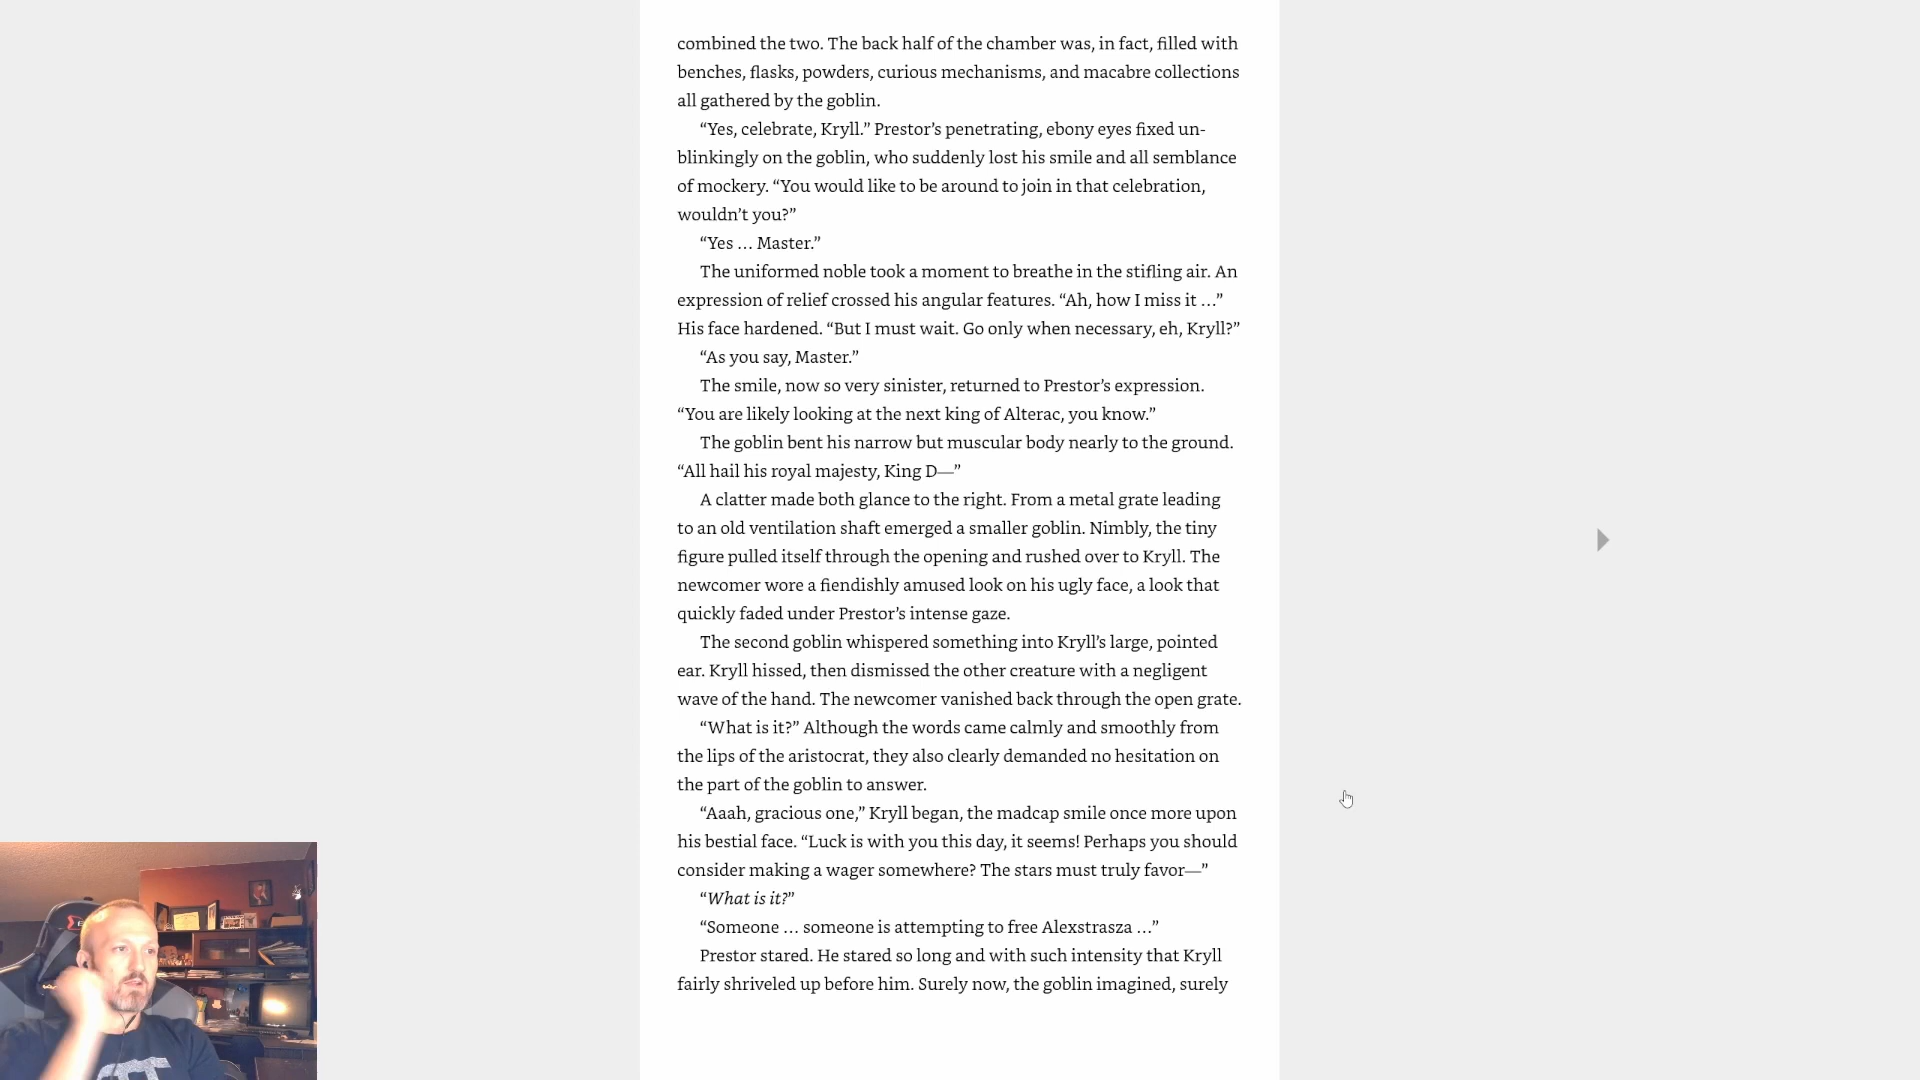 combined the two. The back half of the chamber was, in fact, filled with
benches, flasks, powders, curious mechanisms, and macabre collections
all gathered by the goblin.
“Yes, celebrate, Kryll.” Prestor’s penetrating, ebony eyes fixed un-
blinkingly on the goblin, who suddenly lost his smile and all semblance
of mockery. “You would like to be around to join in that celebration,
wouldn’t you?”
“Yes … Master.”
The uniformed noble took a moment to breathe in the stifling air. An
expression of relief crossed his angular features. “Ah, how I miss it …”
His face hardened. “But I must wait. Go only when necessary, eh, Kryll?”
“As you say, Master.”
The smile, now so very sinister, returned to Prestor’s expression.
“You are likely looking at the next king of Alterac, you know.”
The goblin bent his narrow but muscular body nearly to the ground.
“All hail his royal majesty, King D—”
A clatter made both glance to the right. From a metal grate leading
to an old ventilation shaft emerged a smaller goblin. Nimbly, the tiny
figure pulled itself through the opening and rushed over to Kryll. The
newcomer wore a fiendishly amused look on his ugly face, a look that
quickly faded under Prestor’s intense gaze.
The second goblin whispered something into Kryll’s large, pointed
ear. Kryll hissed, then dismissed the other creature with a negligent
wave of the hand. The newcomer vanished back through the open grate.
“What is it?” Although the words came calmly and smoothly from
the lips of the aristocrat, they also clearly demanded no hesitation on
the part of the goblin to answer.
“Aaah, gracious one,” Kryll began, the madcap smile once more upon
his bestial face. “Luck is with you this day, it seems! Perhaps you should
consider making a wager somewhere? The stars must truly favor—”
“What is it?”
“Someone … someone is attempting to free Alexstrasza …”
Prestor stared. He stared so long and with such intensity that Kryll
fairly shriveled up before him. Surely now, the goblin imagined, surely